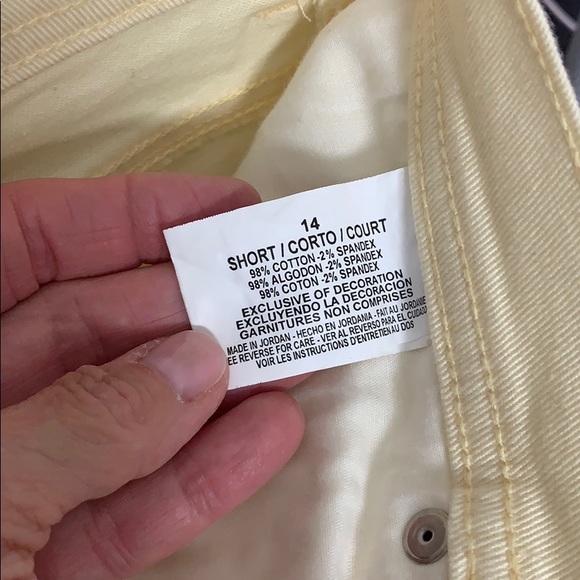 14
SHORT / CORTO / COURT
98% COTTON -2% SPANDEX
98% ALGODON -2% SPANDEX
98% COTON -2% SPANDEX
EXCLUSIVE OF DECORATION
EXCLUYENDO LA DECORACIÓN
GARNITURES NON COMPRISES
MADE IN JORDAN - HECHO EN JORDANIA - FAIT AU JORDANIE
EE REVERSE FOR CARE - VER AL REVERSO PARA EL CUIDADO
VOIR LES INSTRUCTIONS D'ENTRETIEN AU DOS